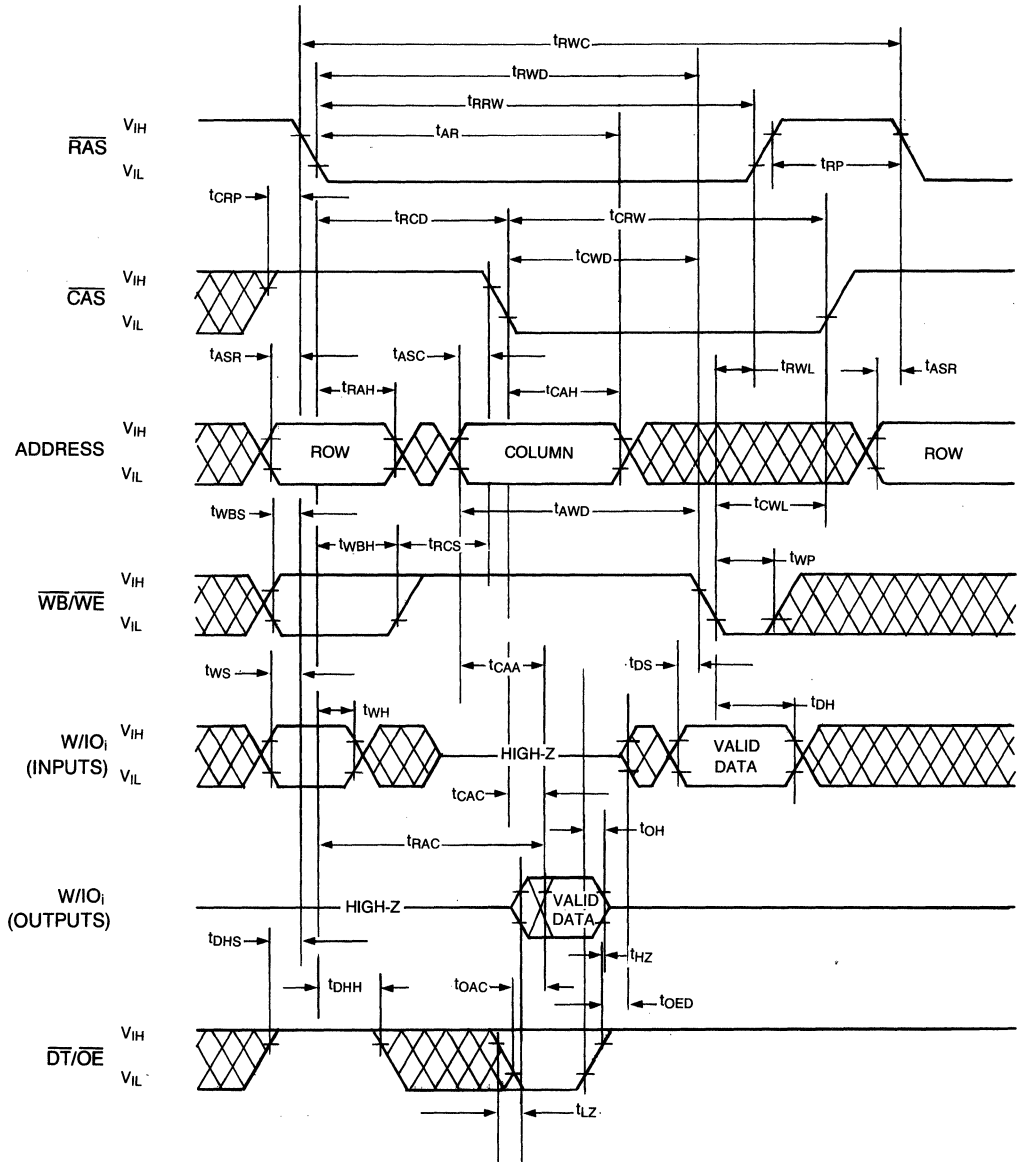 tRWC
tRWD
tRRW
tAR
RAS
VIH
VIL
tRP
tCRP
tRCD
tCRW
tCWD
CAS
VIH
VIL
tASR
tASC
tRWL
tASR
tRAH
tCAH
ADDRESS
VIH
VIL
ROW
COLUMN
ROW
tWBS
tAWD
tCWL
tWBH
tRCS
tWP
WB/WE
VIH
VIL
tWS
tCAA
tDS
tWH
tDH
W/IOi
(INPUTS)
VIH
VIL
HIGH-Z
VALID
DATA
tCAC
tRAC
tOH
W/IOi
(OUTPUTS)
HIGH-Z
VALID
DATA
tDHS
tHZ
tDHH
tOAC
tOED
DT/OE
VIH
VIL
tLZ